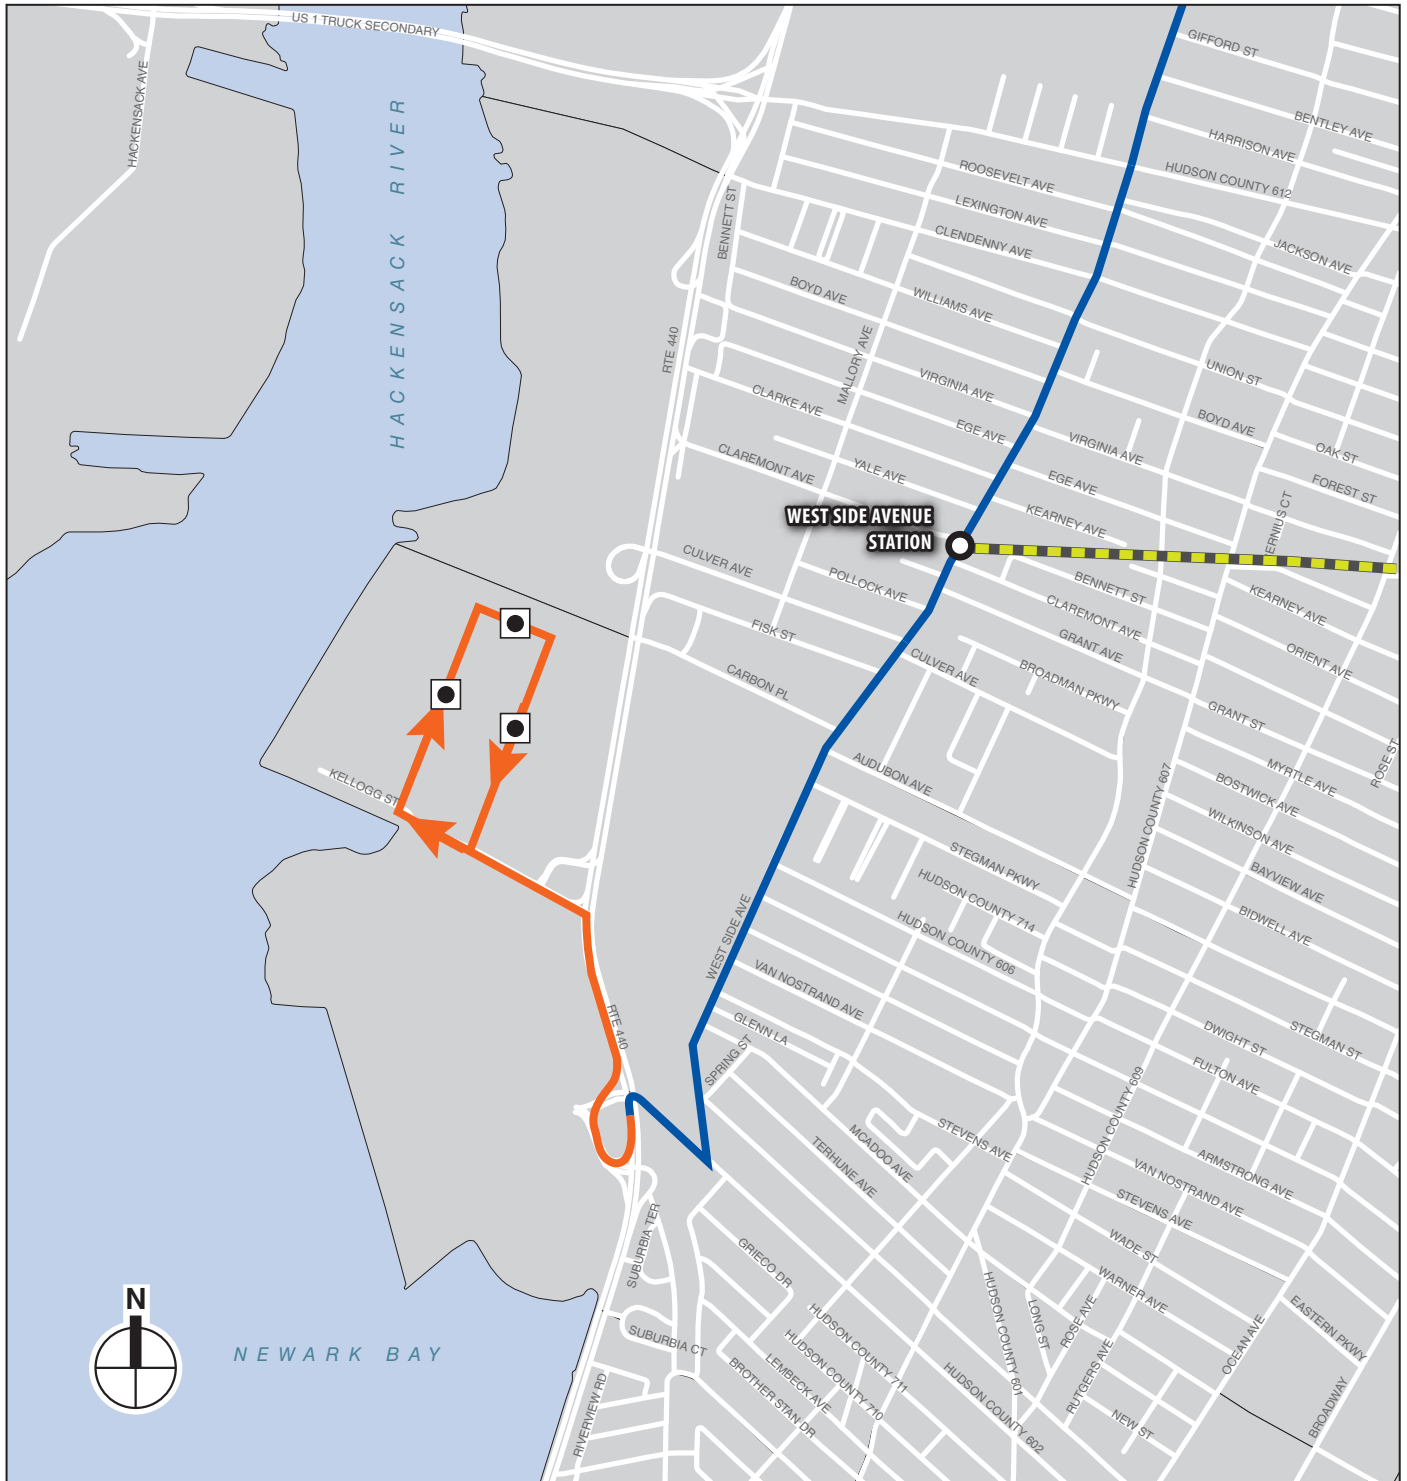 US 1 TRUCK SECONDARY
HACKENSACK AVE
HACKENSACK RIVER
GIFFORD ST
BENTLEY AVE
HARRISON AVE
HUDSON COUNTY 612
ROOSEVELT AVE
LEXINGTON AVE
CLENDENNY AVE
JACKSON AVE
BENNETT ST
BOYD AVE
WILLIAMS AVE
RTE 440
MALLORY AVE
VIRGINIA AVE
UNION ST
CLARKE AVE
EGE AVE
BOYD AVE
VIRGINIA AVE
OAK ST
CLAREMONT AVE
YALE AVE
EGE AVE
FOREST ST
KEARNEY AVE
ERNIUS CT
WEST SIDE AVENUE
STATION
CULVER AVE
POLLOCK AVE
BENNETT ST
KEARNEY AVE
CLAREMONT AVE
FISK ST
GRANT AVE
ORIENT AVE
CULVER AVE
BROADMAN PKWY
CARBON PL
GRANT ST
ROSE ST
AUDUBON AVE
MYRTLE AVE
KELLOGG ST
BOSTWICK AVE
HUDSON COUNTY 607
WILKINSON AVE
STEGMAN PKWY
BAYVIEW AVE
HUDSON COUNTY 714
BIDWELL AVE
HUDSON COUNTY 606
WEST SIDE AVE
VAN NOSTRAND AVE
RTE 440
GLENN LA
SPRING ST
DWIGHT ST
STEGMAN ST
FULTON AVE
HUDSON COUNTY 609
STEVENS AVE
MCADOO AVE
TERHUNE AVE
ARMSTRONG AVE
VAN NOSTRAND AVE
STEVENS AVE
SUBURBIA TER
WADE ST
GRIECO DR
WARNER AVE
HUDSON COUNTY 601
LONG ST
ROSE AVE
EASTERN PKWY
OCEAN AVE
N
NEWARK BAY
SUBURBIA CT
HUDSON COUNTY 711
HUDSON COUNTY 710
LEMBECK AVE
BROTHER STAN DR
HUDSON COUNTY 602
RUTGERS AVE
RIVERVIEW RD
NEW ST
BROADWAY